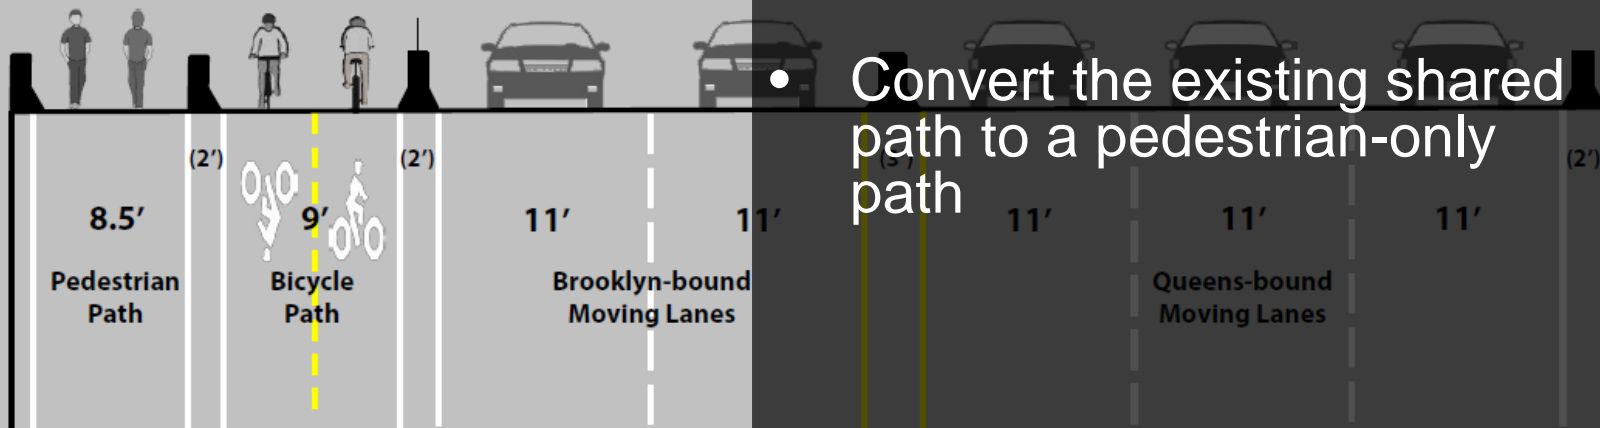 • Convert the existing shared
path to a pedestrian-only
path
(2') (2') (3') (2')
8.5' 9' 11' 11' 11' 11' 11'
Pedestrian
Path
Bicycle
Path
Brooklyn-bound
Moving Lanes
Queens-bound
Moving Lanes